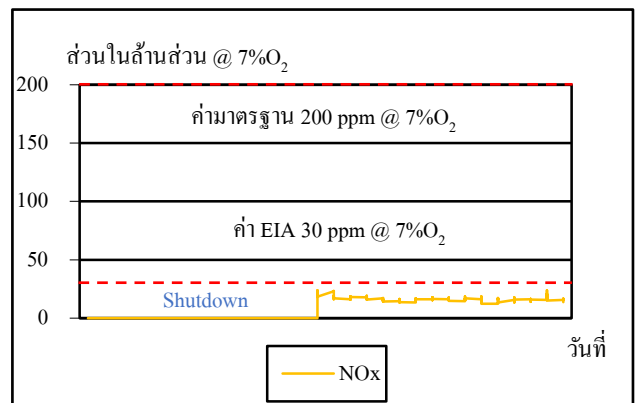 ส่วนในล้านส่วน @ 7%O₂
200
ค่ามาตรฐาน 200 ppm @ 7%O₂
150
100
ค่า EIA 30 ppm @ 7%O₂
50
Shutdown
0
วันที่
NOx